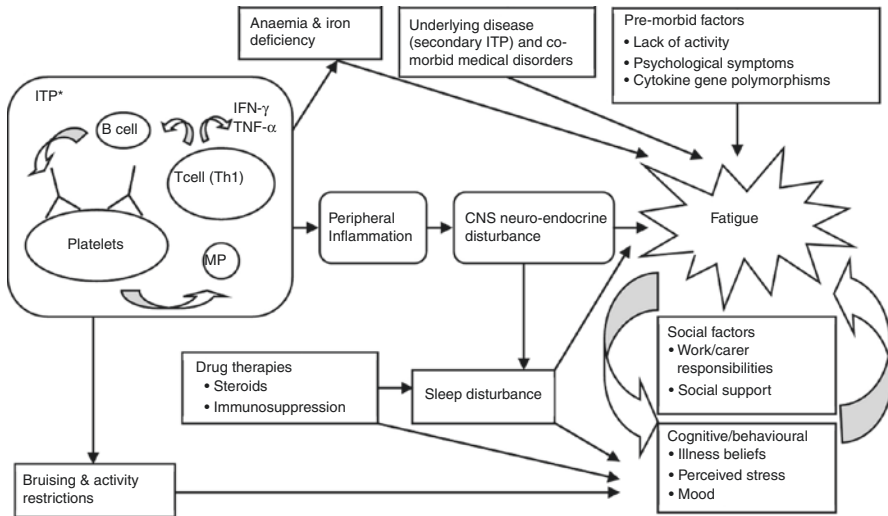 Anaemia & iron
deficiency
Underlying disease
(secondary ITP) and co-
morbid medical disorders
Pre-morbid factors
• Lack of activity
• Psychological symptoms
• Cytokine gene polymorphisms
ITP*
B cell
IFN-γ
TNF-α
Tcell (Th1)
Platelets
MP
Peripheral
Inflammation
CNS neuro-endocrine
disturbance
Fatigue
Drug therapies
• Steroids
• Immunosuppression
Sleep disturbance
Social factors
• Work/carer
responsibilities
• Social support
Cognitive/behavioural
• Illness beliefs
• Perceived stress
• Mood
Bruising & activity
restrictions